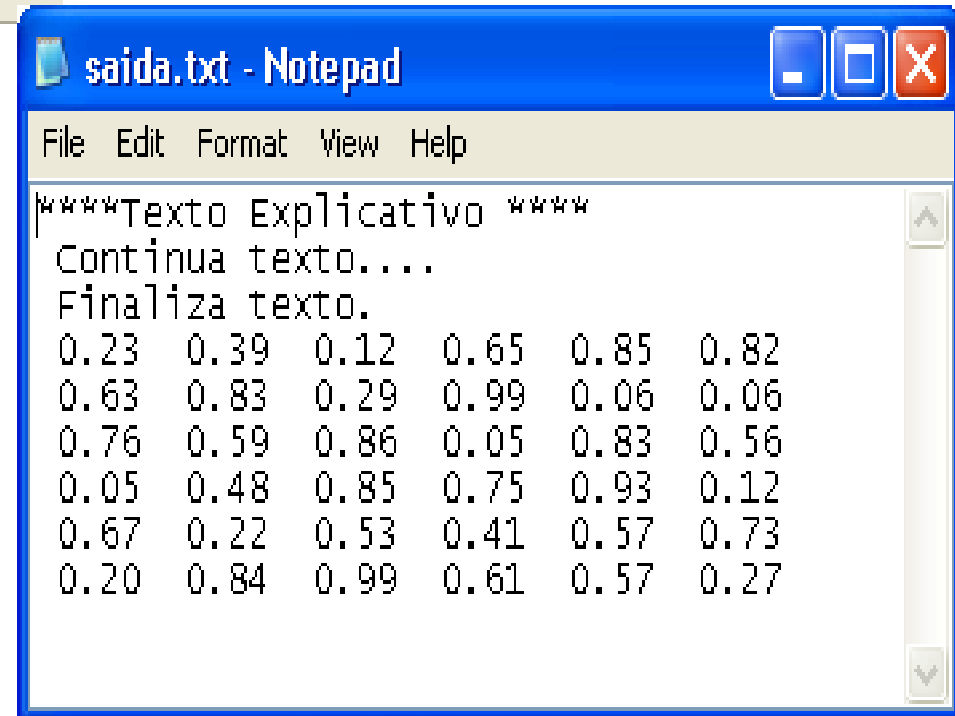 saida.txt - Notepad
File Edit Format View Help
****Texto Explicativo ****
Continua texto....
Finaliza texto.
0.23 0.39 0.12 0.65 0.85 0.82
0.63 0.83 0.29 0.99 0.06 0.06
0.76 0.59 0.86 0.05 0.83 0.56
0.05 0.48 0.85 0.75 0.93 0.12
0.67 0.22 0.53 0.41 0.57 0.73
0.20 0.84 0.99 0.61 0.57 0.27